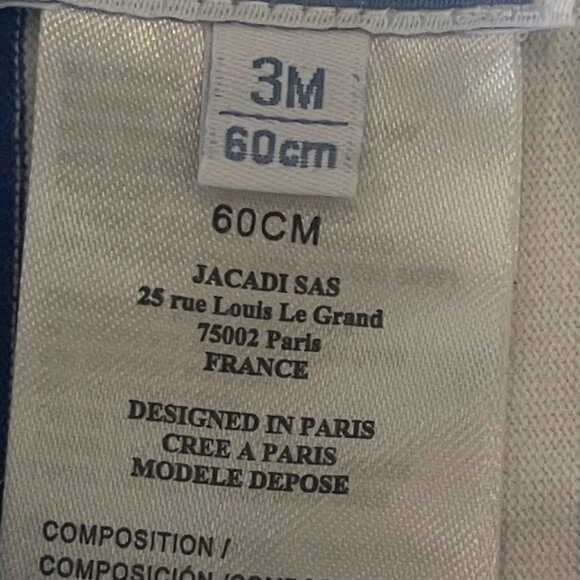 3M
60cm
60CM
JACADI SAS
25 rue Louis Le Grand
75002 Paris
FRANCE
DESIGNED IN PARIS
CREE A PARIS
MODELE DEPOSE
COMPOSITION /
COMPOSICIÓN